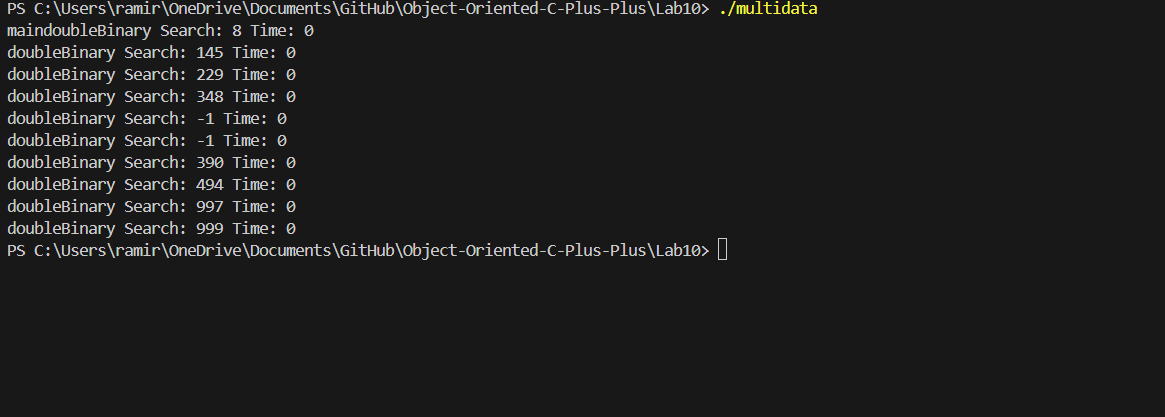 PS C:\Users\ramir\OneDrive\Documents\GitHub\Object-Oriented-C-Plus-Plus\Lab10> ./multidata
maindoubleBinary Search: 8 Time: 0
doubleBinary Search: 145 Time: 0
doubleBinary Search: 229 Time: 0
doubleBinary Search: 348 Time: 0
doubleBinary Search: -1 Time: 0
doubleBinary Search: -1 Time: 0
doubleBinary Search: 390 Time: 0
doubleBinary Search: 494 Time: 0
doubleBinary Search: 997 Time: 0
doubleBinary Search: 999 Time: 0
PS C:\Users\ramir\OneDrive\Documents\GitHub\Object-Oriented-C-Plus-Plus\Lab10>